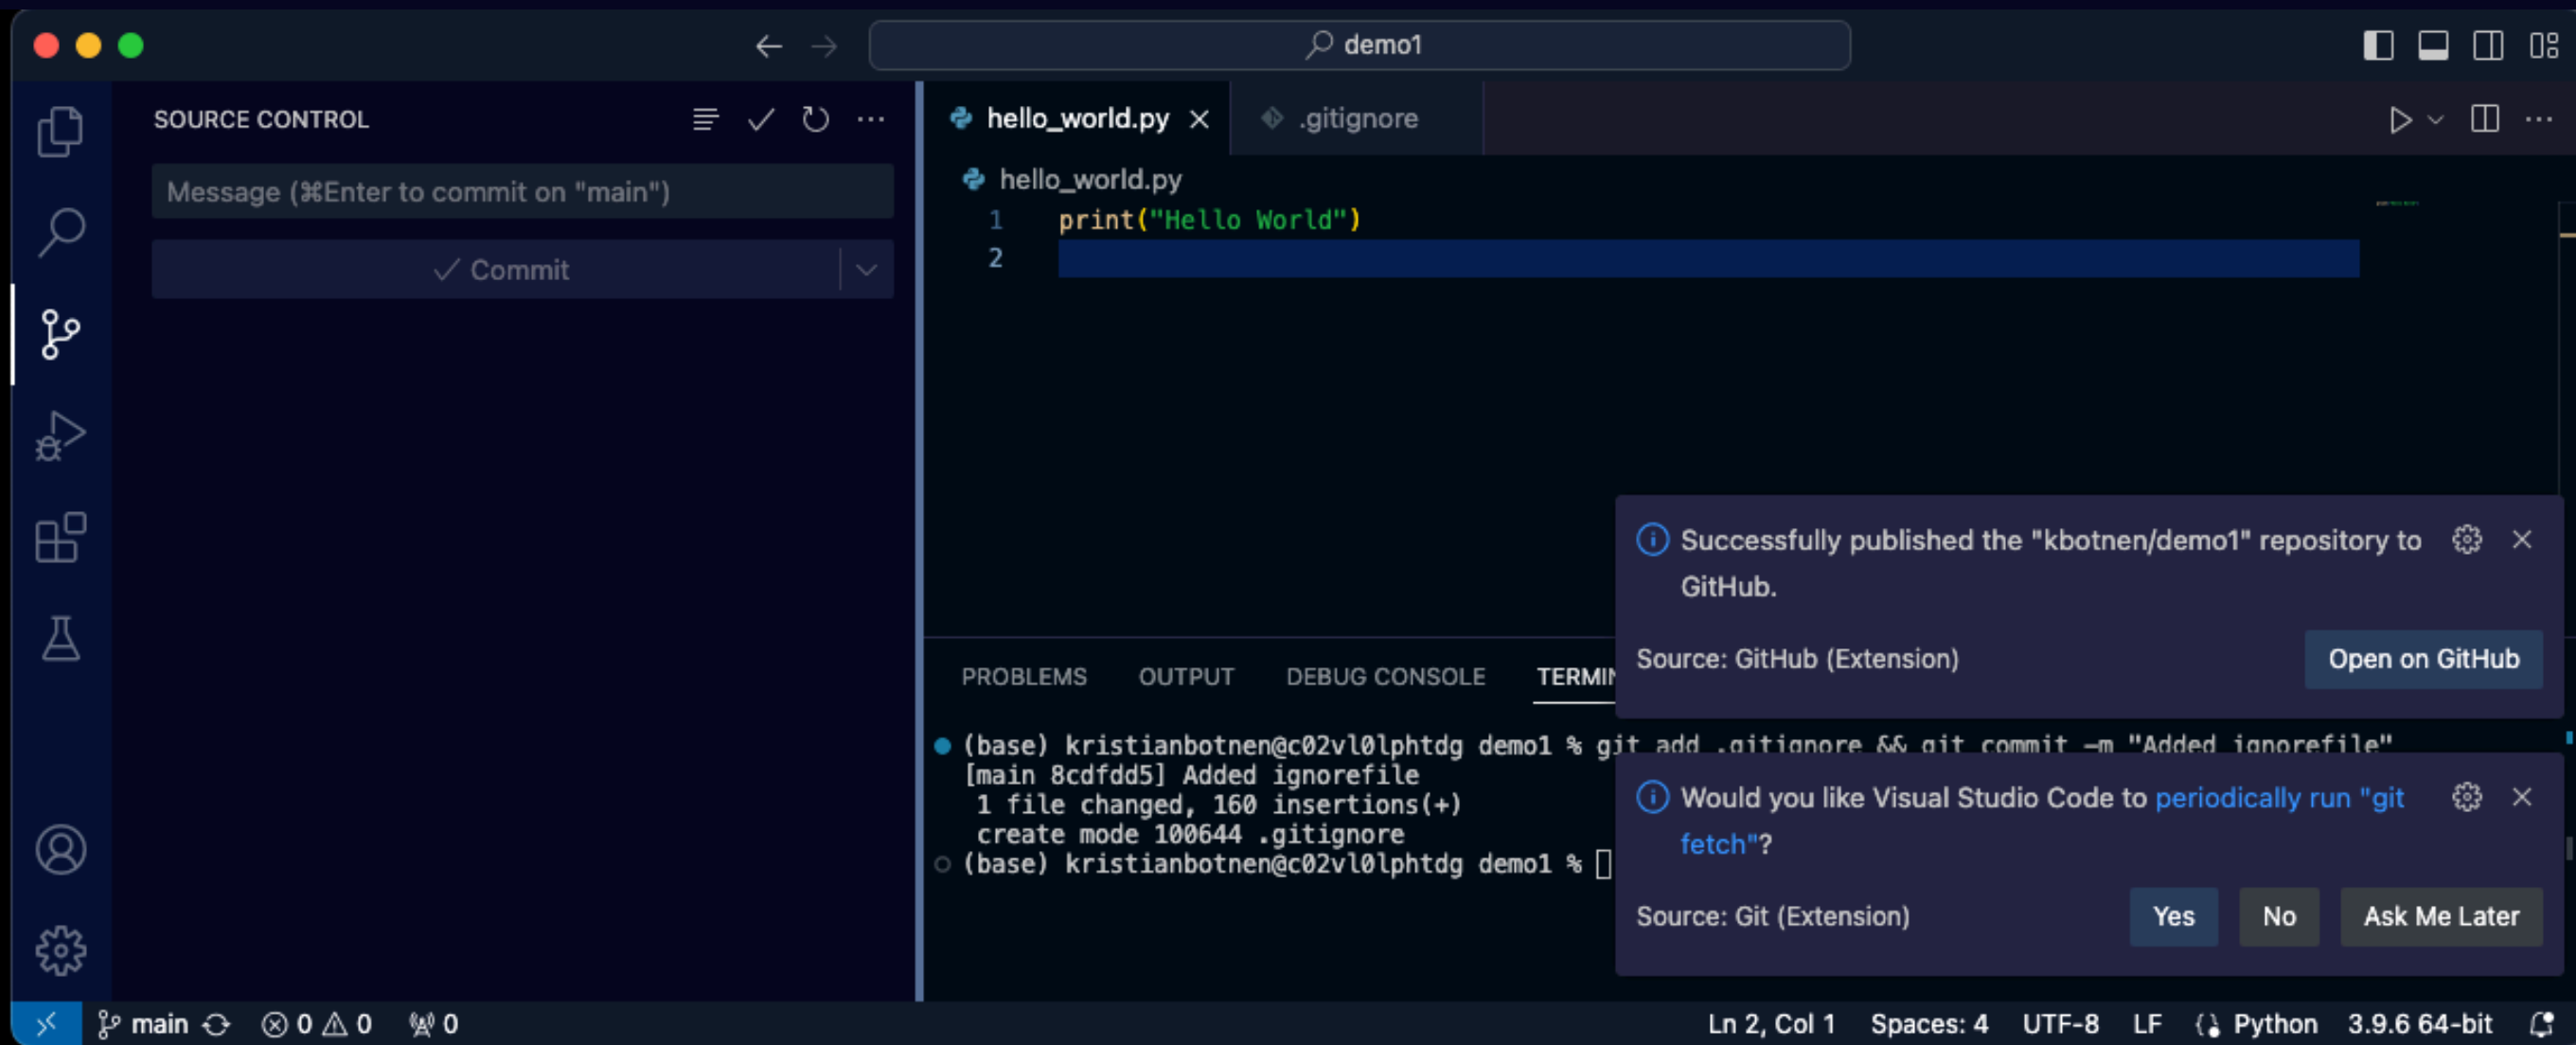 demo1
SOURCE CONTROL
Message (⌘Enter to commit on "main")
Commit
hello_world.py
.gitignore
hello_world.py
1 print("Hello World")
2
Successfully published the "kbotnen/demo1" repository to
GitHub.
Source: GitHub (Extension)
Open on GitHub
PROBLEMS OUTPUT DEBUG CONSOLE TERMIN
(base) kristianbotnen@c02vl0lphtdg demo1 % git add .gitignore && git commit -m "Added ignorefile"
[main 8cdfdd5] Added ignorefile
1 file changed, 160 insertions(+)
create mode 100644 .gitignore
(base) kristianbotnen@c02vl0lphtdg demo1 %
Would you like Visual Studio Code to periodically run "git
fetch"?
Source: Git (Extension)
Yes No Ask Me Later
main 0 0 0 Ln 2, Col 1 Spaces: 4 UTF-8 LF Python 3.9.6 64-bit